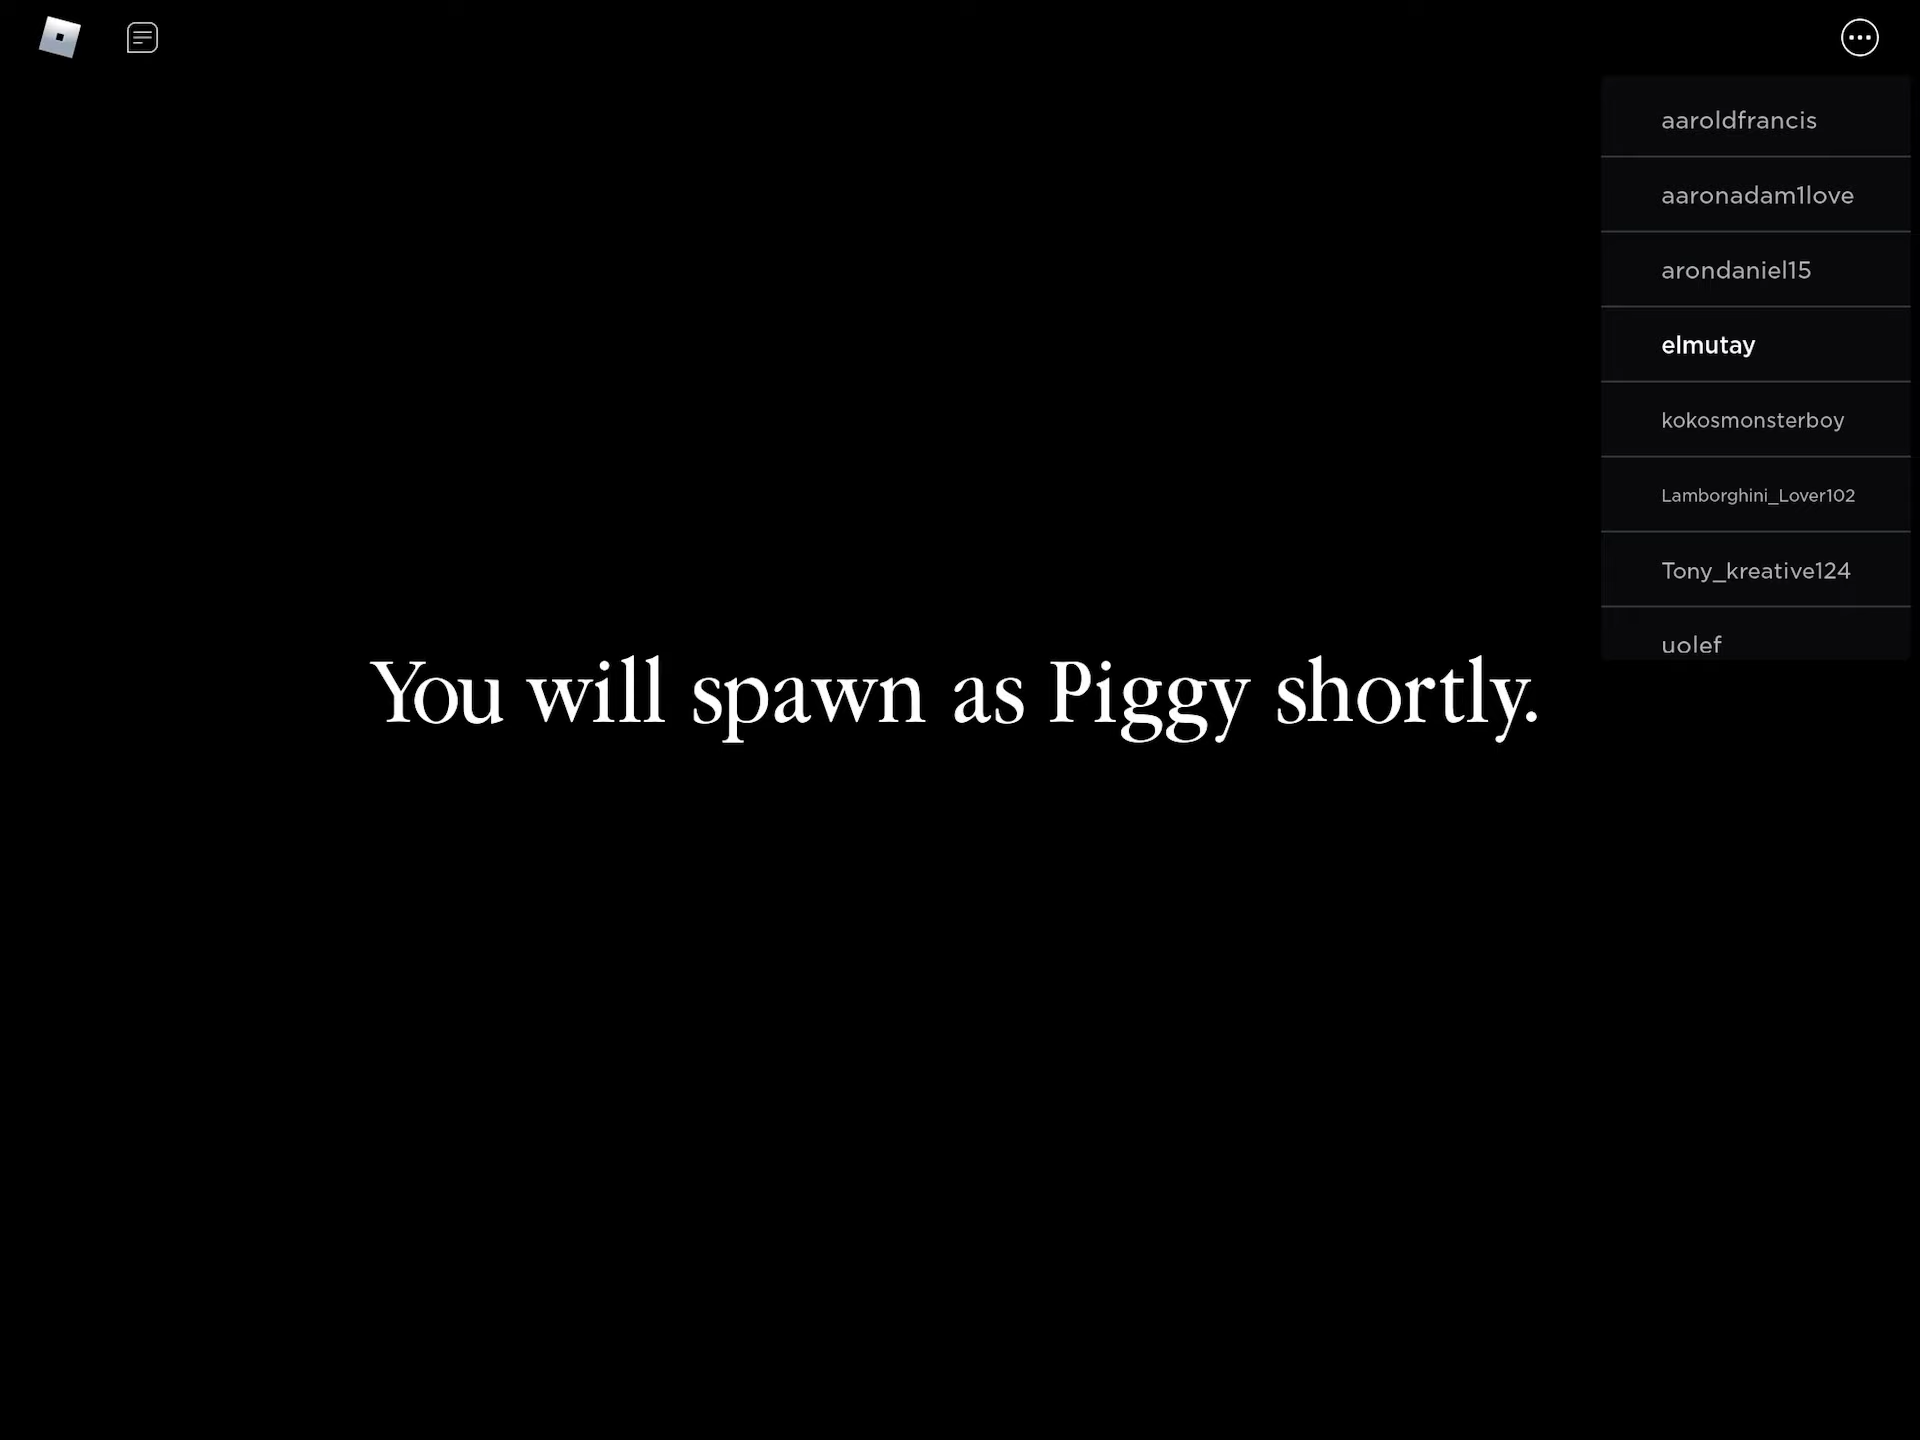 aaroldfrancis
aaronadam1love
arondaniel15
elmutay
kokosmonsterboy
Lamborghini_Lover102
Tony_kreative124
uolef
You will spawn as Piggy shortly.